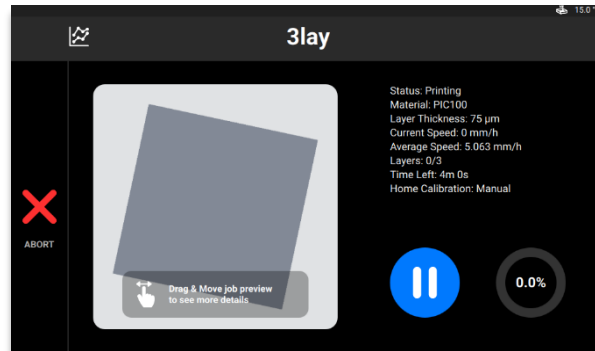 15.0 °
3lay
Status: Printing
Material: PIC100
Layer Thickness: 75 μm
Current Speed: 0 mm/h
Average Speed: 5.063 mm/h
Layers: 0/3
Time Left: 4m 0s
Home Calibration: Manual
ABORT
Drag & Move job preview
to see more details
0.0%